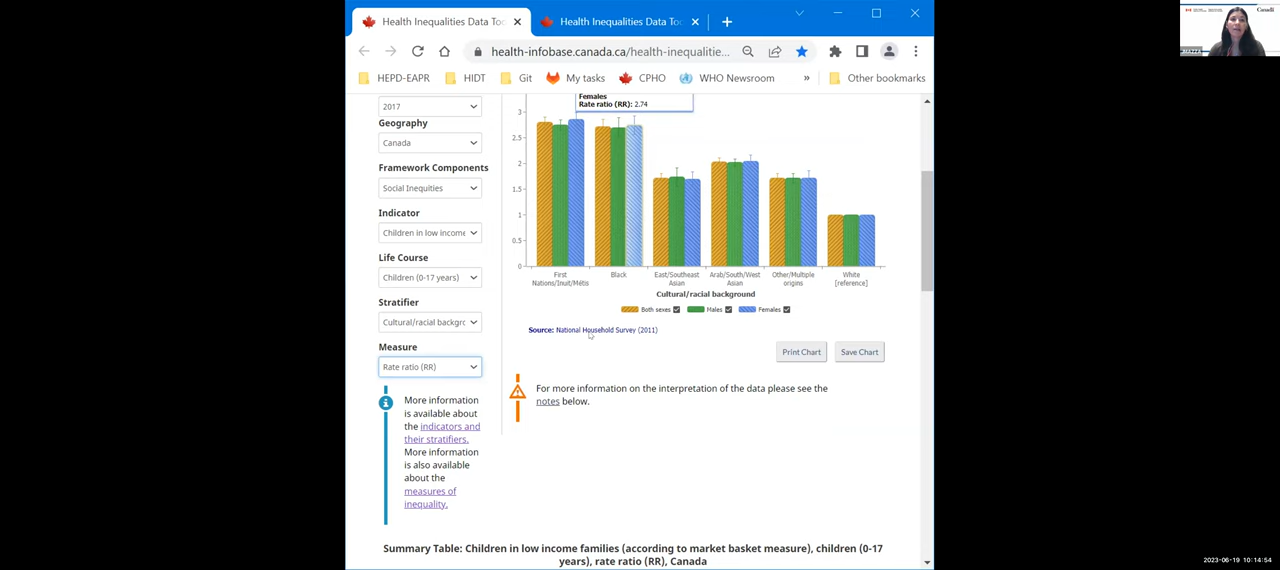 Health Inequalities Data Too
Health Inequalities Data Too
health-infobase.canada.ca/health-inequalitie...
HEPD-EAPR
HIDT
Git
My tasks
CPHO
WHO Newsroom
»
Other bookmarks
2017
Geography
Canada
Framework Components
Social Inequities
Indicator
Children in low income
Life Course
Children (0-17 years)
Stratifier
Cultural/racial backgro
Measure
Rate ratio (RR)
More information
is available about
the indicators and
their stratifiers.
More information
is also available
about the
measures of
inequality.
Females
Rate ratio (RR): 2.74
3
2.5
2
1.5
1
0.5
0
First
Nations/Inuit/Métis
Black
East/Southeast
Asian
Arab/South/West
Asian
Other/Multiple
origins
White
[reference]
Cultural/racial background
Both sexes
Males
Females
Source: National Household Survey (2011)
Print Chart
Save Chart
For more information on the interpretation of the data please see the
notes below.
Summary Table: Children in low income families (according to market basket measure), children (0-17
years), rate ratio (RR), Canada
Canada
2023-06-19 10:14:54